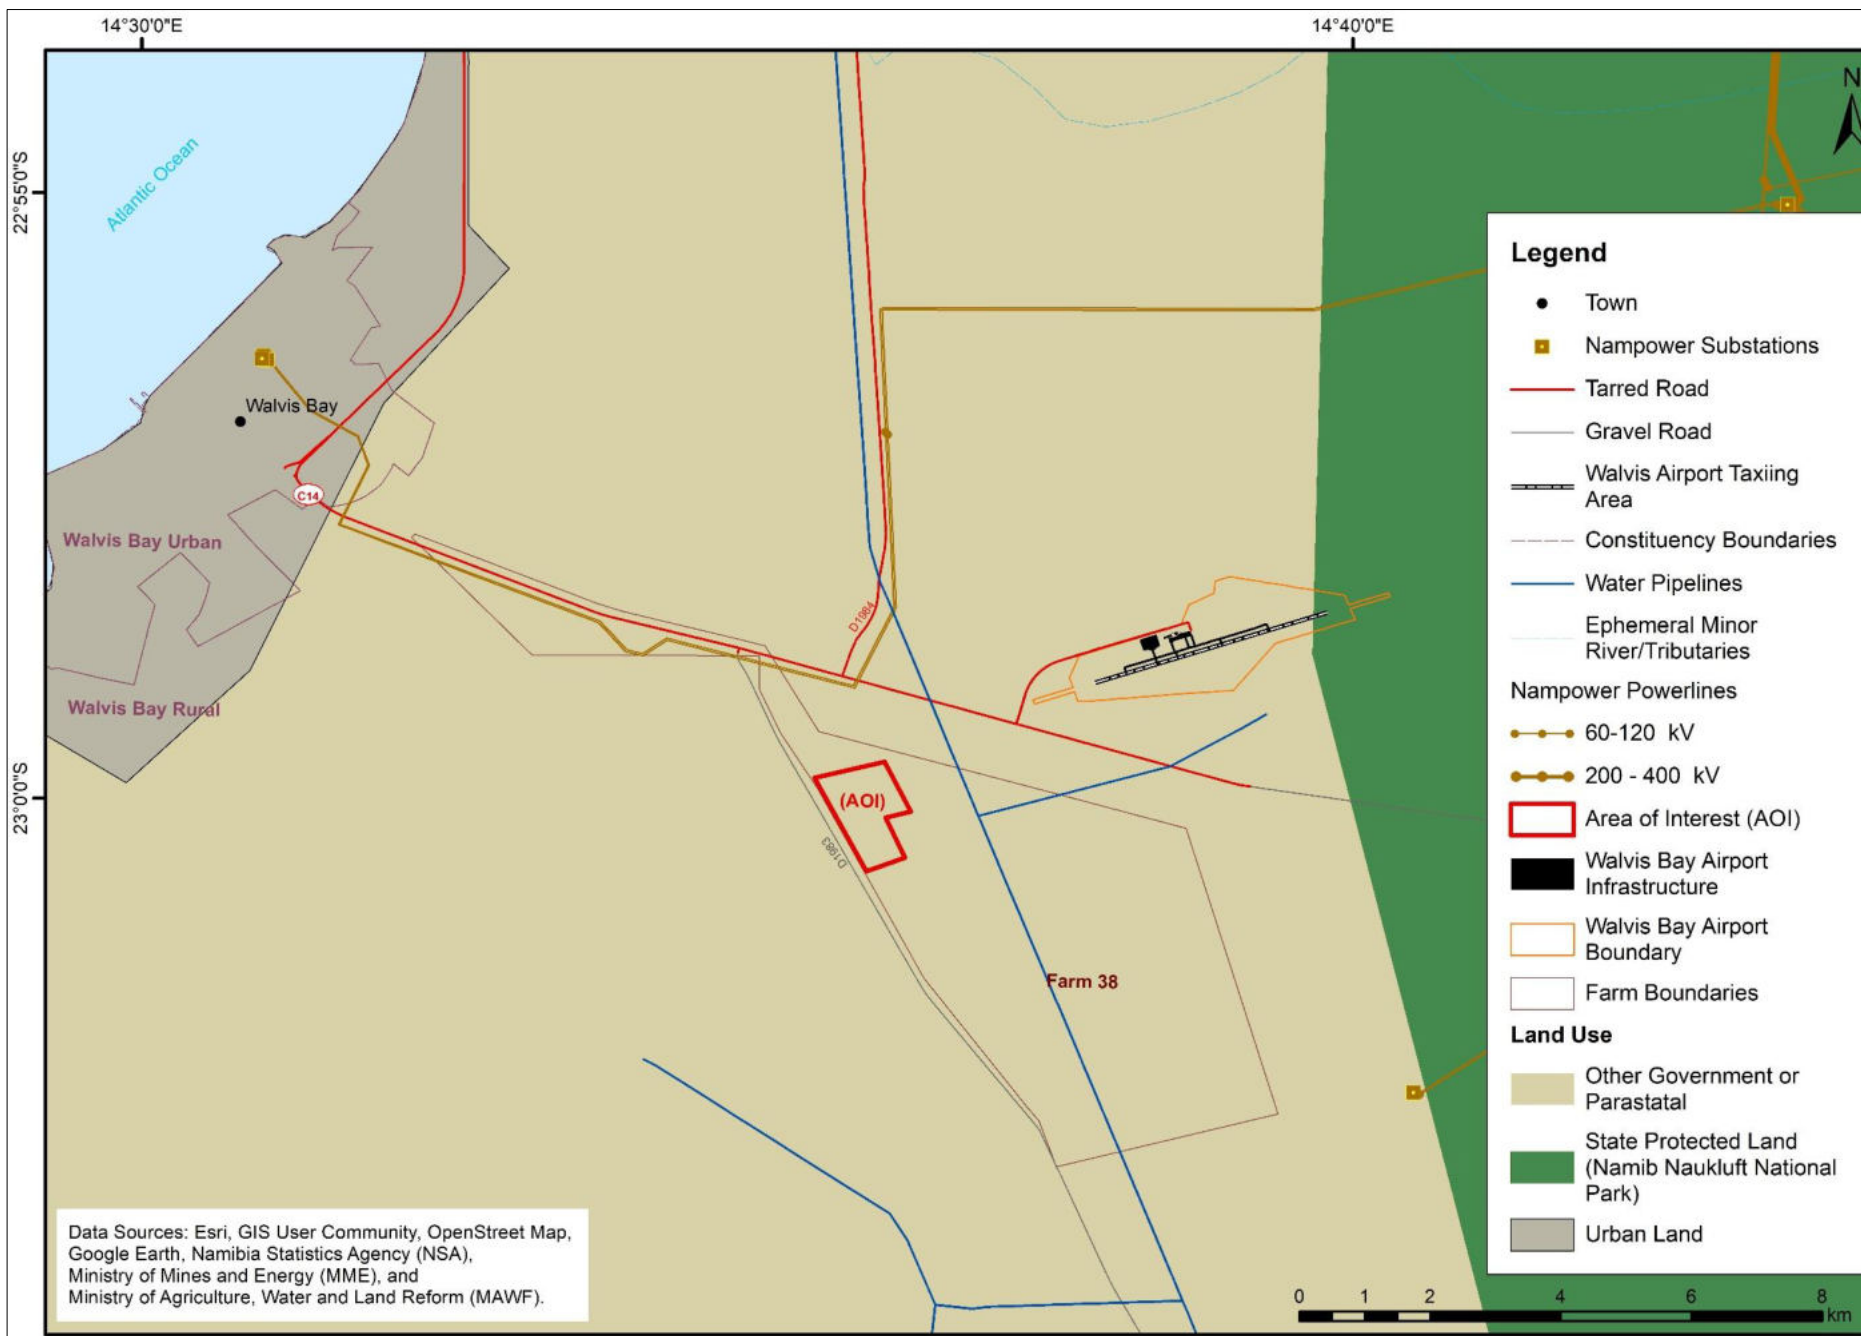 14°30'0"E
14°40'0"E
N
22°55'0"S
Atlantic Ocean
Walvis Bay
C14
Walvis Bay Urban
Walvis Bay Rural
D1984
23°0'0"S
(AOI)
D1983
Farm 38
Legend
Town
Nampower Substations
Tarred Road
Gravel Road
Walvis Airport Taxiing
Area
Constituency Boundaries
Water Pipelines
Ephemeral Minor
River/Tributaries
Nampower Powerlines
60-120 kV
200 - 400 kV
Area of Interest (AOI)
Walvis Bay Airport
Infrastructure
Walvis Bay Airport
Boundary
Farm Boundaries
Land Use
Other Government or
Parastatal
State Protected Land
(Namib Naukluft National
Park)
Urban Land
Data Sources: Esri, GIS User Community, OpenStreet Map,
Google Earth, Namibia Statistics Agency (NSA),
Ministry of Mines and Energy (MME), and
Ministry of Agriculture, Water and Land Reform (MAWF).
0 1 2 4 6 8
km